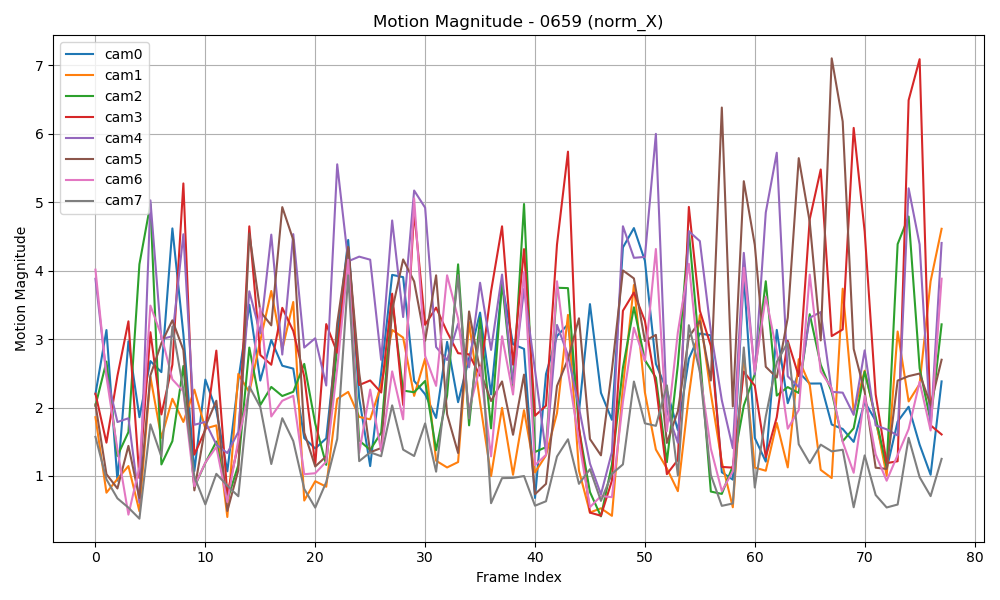 Motion Magnitude - 0659 (norm_X)
cam0
cam1
cam2
cam3
cam4
cam5
cam6
cam7
Motion Magnitude
7
6
5
4
3
2
1
0 10 20 30 40 50 60 70 80
Frame Index